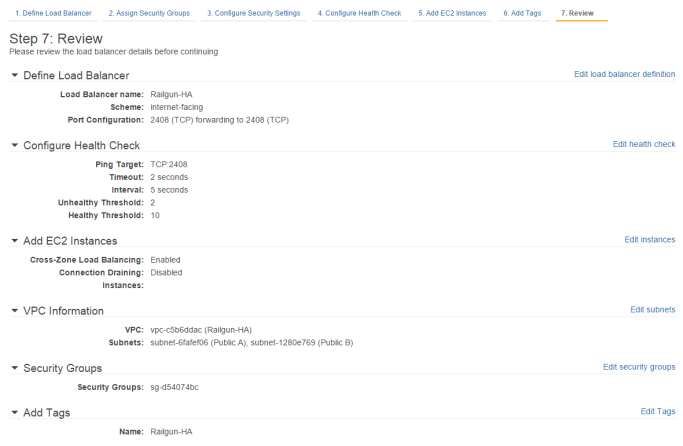 1. Define Load Balancer 2. Assign Security Groups 3. Configure Security Settings 4. Configure Health Check 5. Add EC2 Instances 6. Add Tags 7. Review
Step 7: Review
Please review the load balancer details before continuing
Define Load Balancer Edit load balancer definition
Load Balancer name: Railgun-HA
Scheme: internet-facing
Port Configuration: 2408 (TCP) forwarding to 2408 (TCP)
Configure Health Check Edit health check
Ping Target: TCP:2408
Timeout: 2 seconds
Interval: 5 seconds
Unhealthy Threshold: 2
Healthy Threshold: 10
Add EC2 Instances Edit instances
Cross-Zone Load Balancing: Enabled
Connection Draining: Disabled
Instances:
VPC Information Edit subnets
VPC: vpc-c5b6ddac (Railgun-HA)
Subnets: subnet-6fafef06 (Public A), subnet-1280e769 (Public B)
Security Groups Edit security groups
Security Groups: sg-d54074bc
Add Tags Edit Tags
Name: Railgun-HA